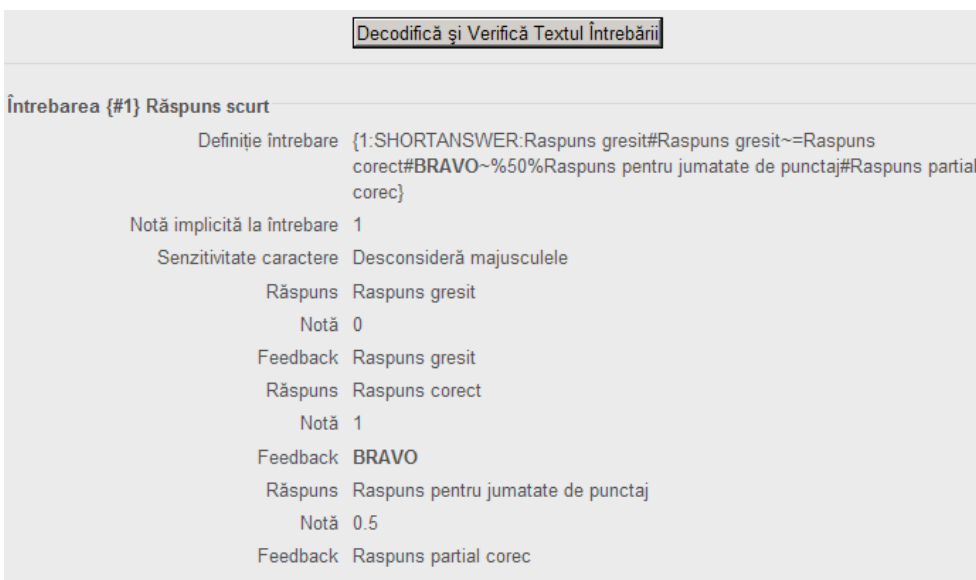 Decodifică şi Verifică Textul Întrebării
Întrebarea {#1} Răspuns scurt
Definiție întrebare {1:SHORTANSWER:Raspuns gresit#Raspuns gresit~=Raspuns
corect#BRAVO~%50%Raspuns pentru jumatate de punctaj#Raspuns partial
corec}
Notă implicită la întrebare 1
Senzitivitate caractere Desconsideră majusculele
Răspuns Raspuns gresit
Notă 0
Feedback Raspuns gresit
Răspuns Raspuns corect
Notă 1
Feedback BRAVO
Răspuns Raspuns pentru jumatate de punctaj
Notă 0.5
Feedback Raspuns partial corec